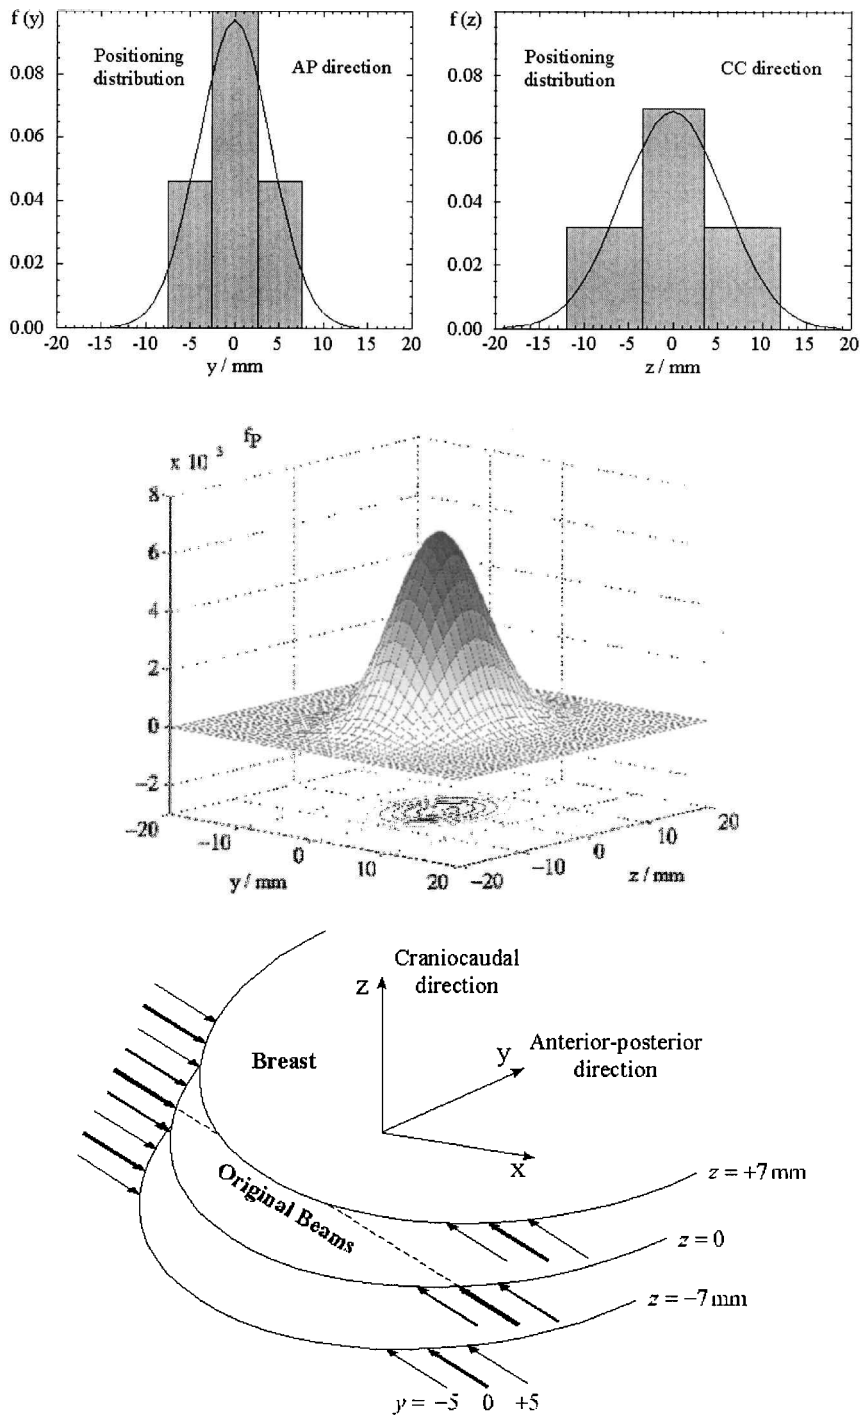 f (y)
Positioning
distribution
AP direction
0.08
0.06
0.04
0.02
0.00
-20 -15 -10 -5 0 5 10 15 20
y / mm
f (z)
Positioning
distribution
CC direction
0.08
0.06
0.04
0.02
0.00
-20 -15 -10 -5 0 5 10 15 20
z / mm
fP
x 10 3
8
6
4
2
0
−2
−20 −10 0 10 20
y / mm
−20 −10 0 10 20
z / mm
Craniocaudal
direction
z
Breast
y
Anterior-posterior
direction
x
Original Beams
z = +7 mm
z = 0
z = −7 mm
y = −5 0 +5